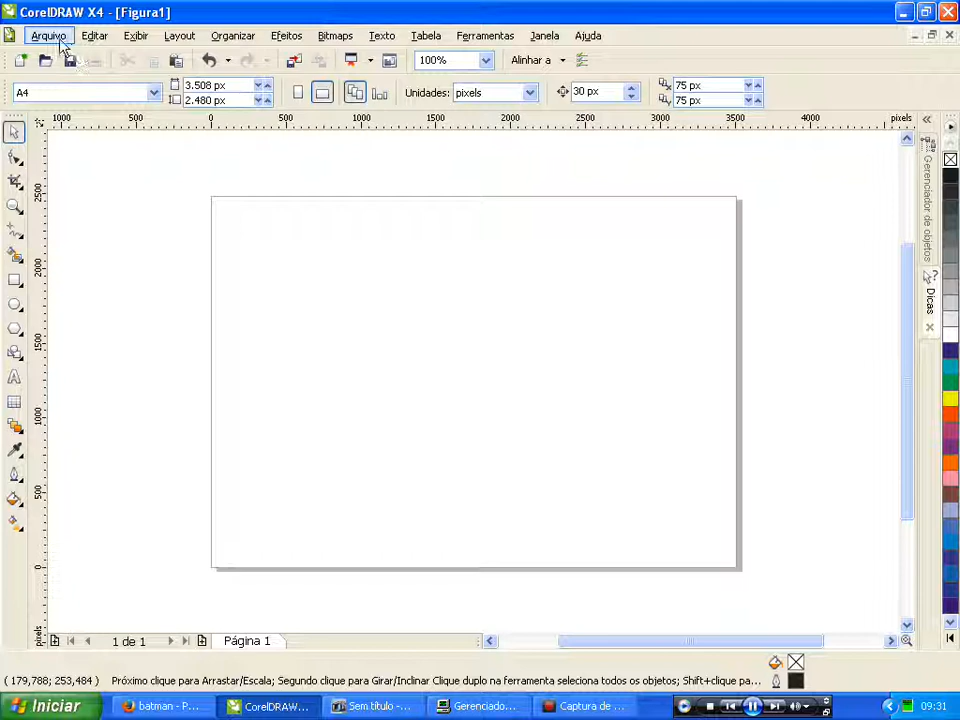 CorelDRAW X4 - [Figura1]
Arquivo Editar Exibir Layout Organizar Efeitos Bitmaps Texto Tabela Ferramentas Janela Ajuda
100% Alinhar a
A4 3.508 px 2.480 px Unidades: pixels 30 px 75 px 75 px
1000 500 0 500 1000 1500 2000 2500 3000 3500 4000 pixels
2500
2000
1500
1000
500
0
pixels
Gerenciador de objetos
Dicas
1 de 1 Página 1
(179,788; 253,484) Próximo clique para Arrastar/Escala; Segundo clique para Girar/Inclinar Clique duplo na ferramenta seleciona todos os objetos; Shift+clique pa...
Iniciar batman - P... CorelDRAW... Sem título -... Gerenciado... Captura de ... 09:31